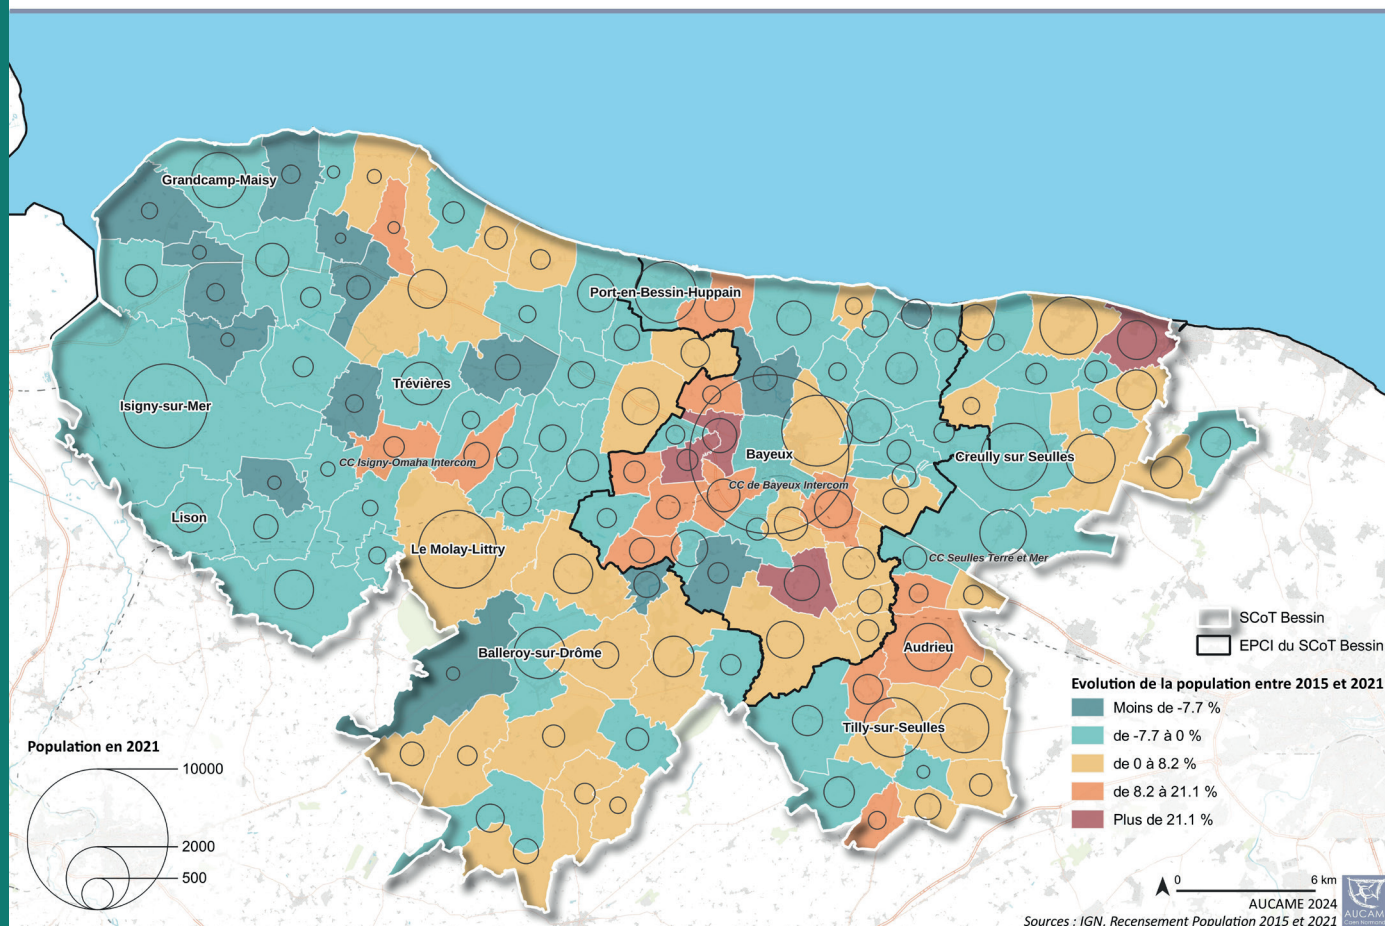 Grandcamp-Maisy
Port-en-Bessin-Huppain
Trévières
Isigny-sur-Mer
Bayeux
Creully sur Seulles
CC Isigny-Omaha Intercom
CC de Bayeux Intercom
Lison
Le Molay-Littry
CC Seulles Terre et Mer
SCoT Bessin
EPCI du SCoT Bessin
Balleroy-sur-Drôme
Audrieu
Evolution de la population entre 2015 et 2021
Moins de -7.7 %
de -7.7 à 0 %
de 0 à 8.2 %
de 8.2 à 21.1 %
Plus de 21.1 %
Tilly-sur-Seulles
Population en 2021
10000
2000
500
0
6 km
AUCAME 2024
Sources : IGN, Recensement Population 2015 et 2021
AUCAME
Caen Normandie